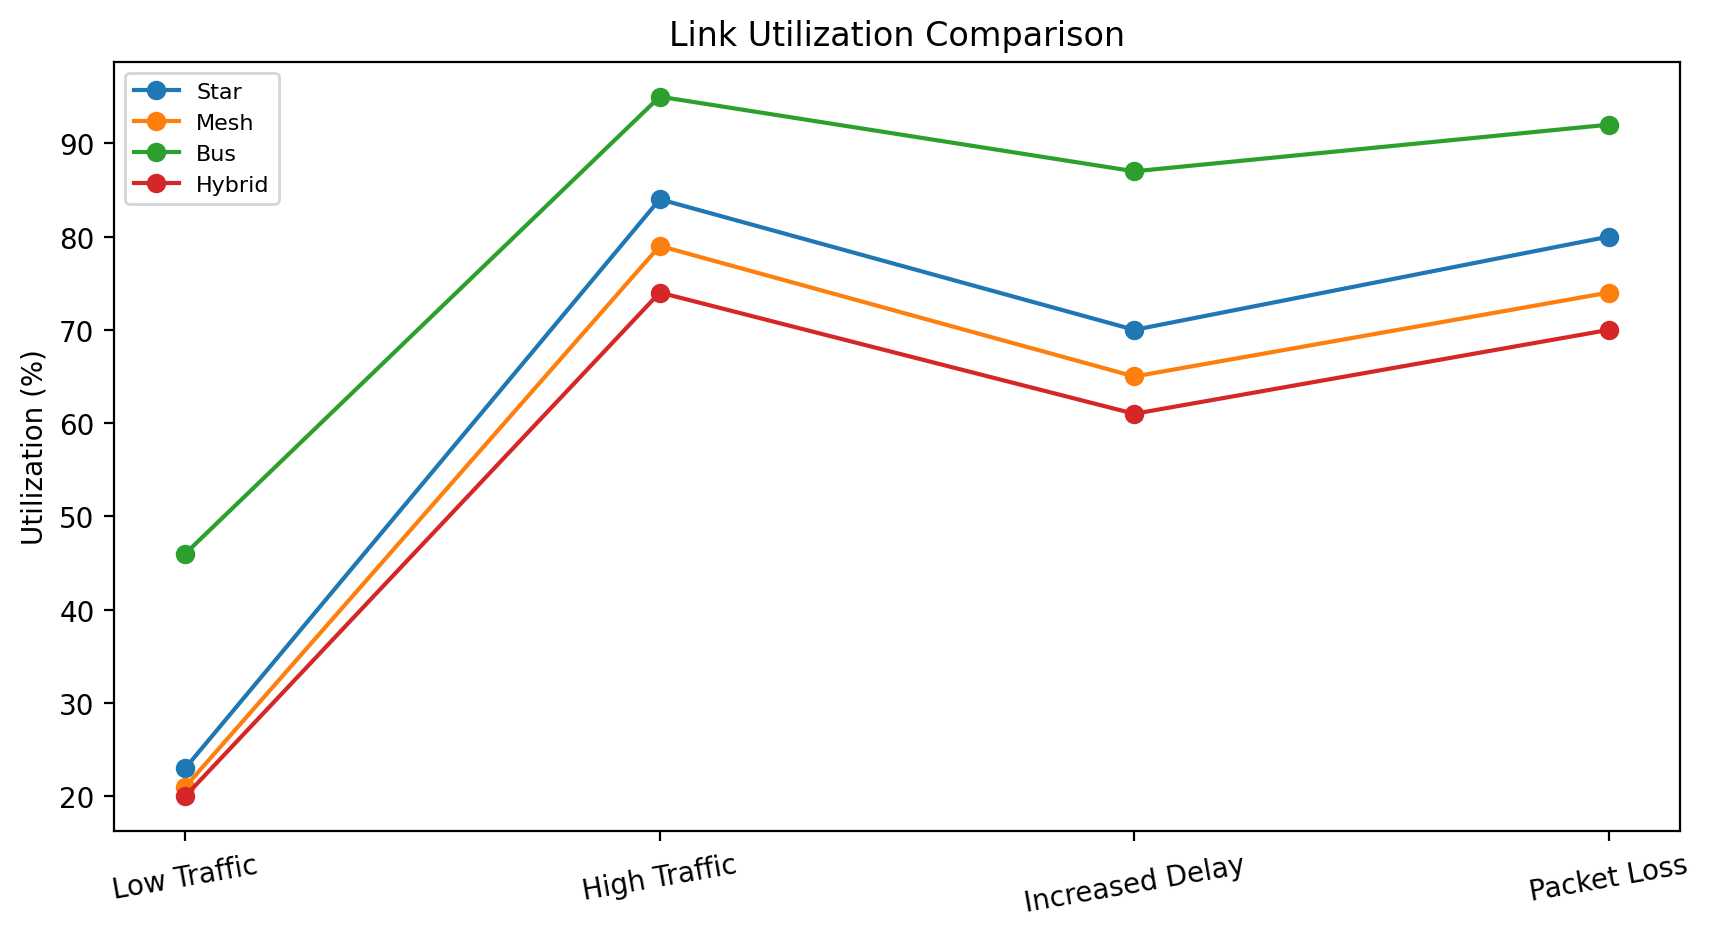 Link Utilization Comparison
Star
Mesh
Bus
Hybrid
Utilization (%)
90
80
70
60
50
40
30
20
Low Traffic
High Traffic
Increased Delay
Packet Loss